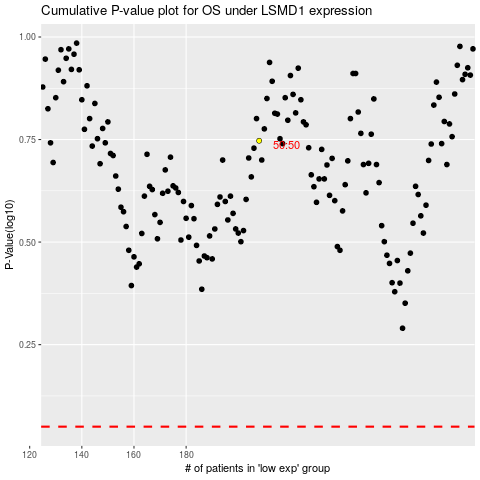 Cumulative P-value plot for OS under LSMD1 expression
P-Value(log10)
1.00
0.75
0.50
0.25
50:50
120 140 160 180
# of patients in 'low exp' group